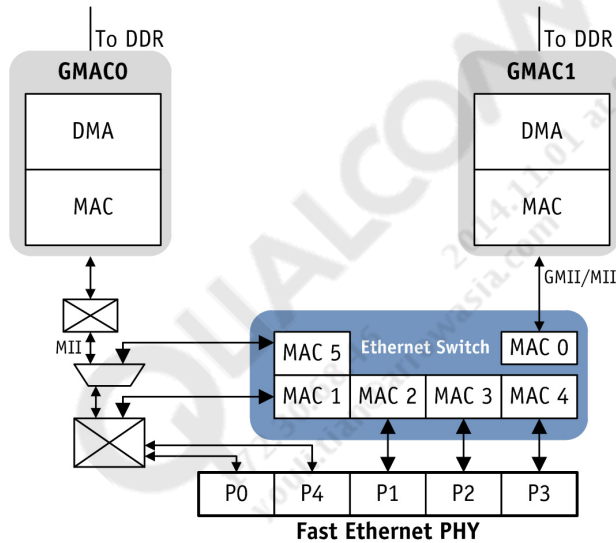 To DDR
To DDR
GMAC0
GMAC1
DMA
DMA
MAC
MAC
GMII/MII
MII
MAC 5
Ethernet Switch
MAC 0
MAC 1
MAC 2
MAC 3
MAC 4
P0
P4
P1
P2
P3
Fast Ethernet PHY
QUALCOM